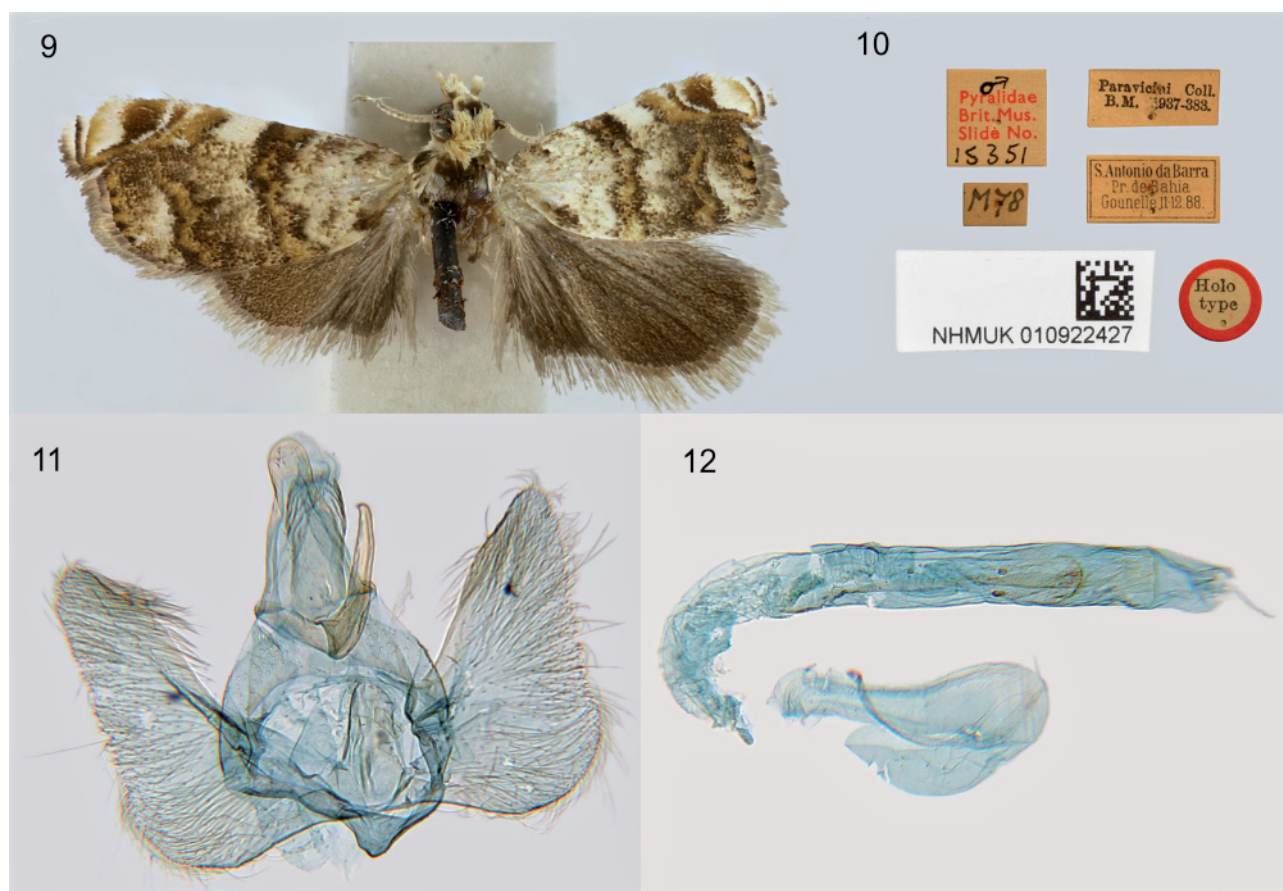 9
10
♂
Pyralidae
Brit. Mus.
Slide No.
15351
Paravicini Coll.
B.M. 1937-383.
M78
S. Antonio da Barra
Pr. de Bahia
Gounelle 11-12.88.
NHMUK 010922427
Holo
type
11
12